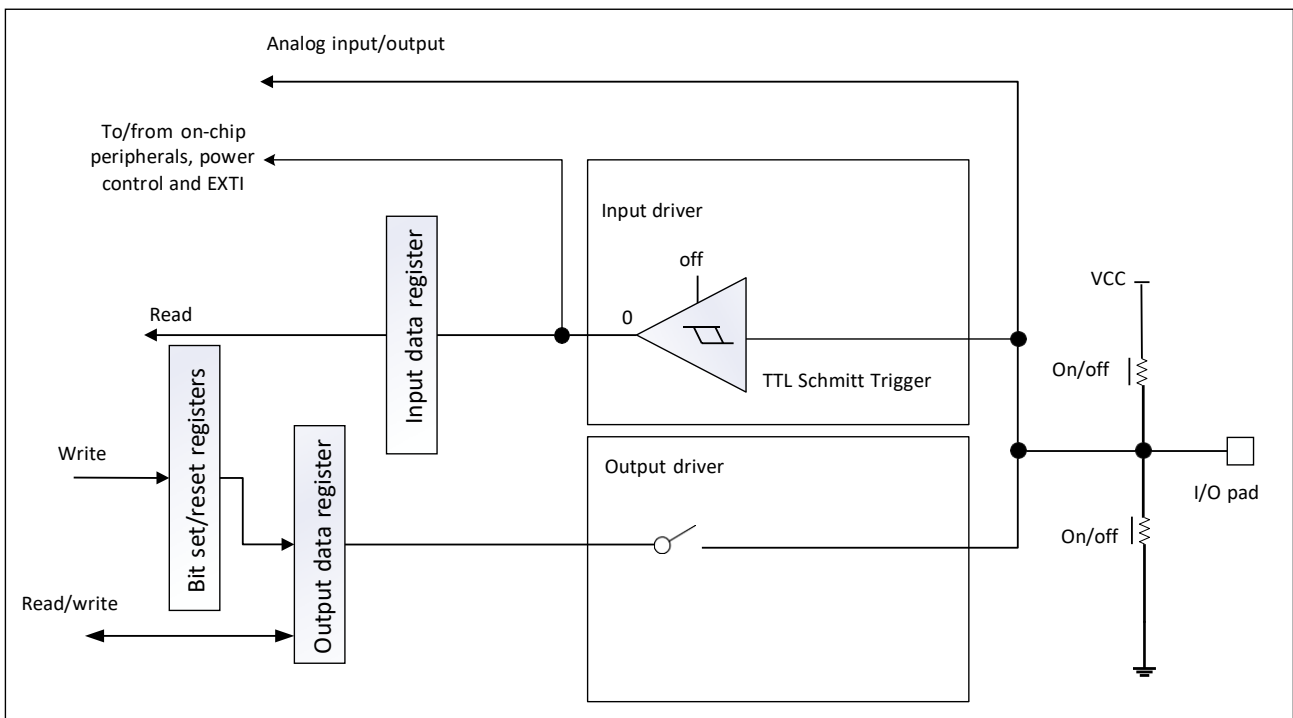 Analog input/output
To/from on-chip
peripherals, power
control and EXTI
Input driver
off
0
TTL Schmitt Trigger
Read
Input data register
VCC
On/off
Bit set/reset registers
Write
Output data register
Output driver
I/O pad
On/off
Read/write